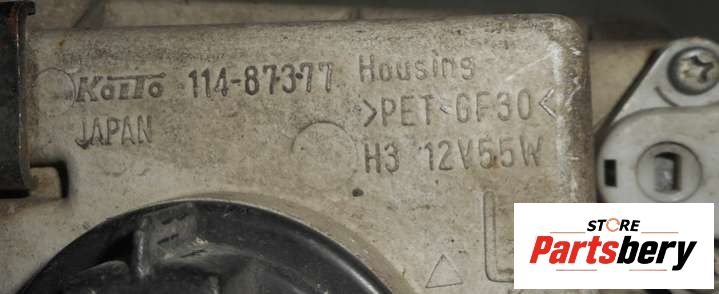 KOITO 114-87377
JAPAN
Housing
>PET-GF30<
H3 12V55W
STORE
Partsbery